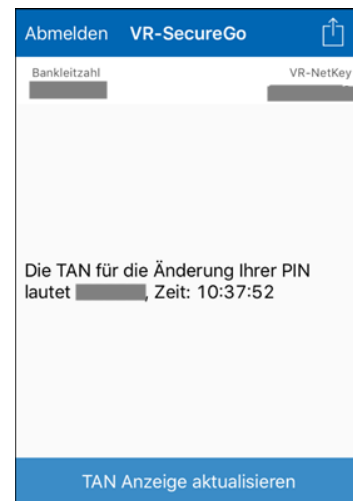 Abmelden VR-SecureGo
Bankleitzahl VR-NetKey
Die TAN für die Änderung Ihrer PIN
lautet , Zeit: 10:37:52
TAN Anzeige aktualisieren